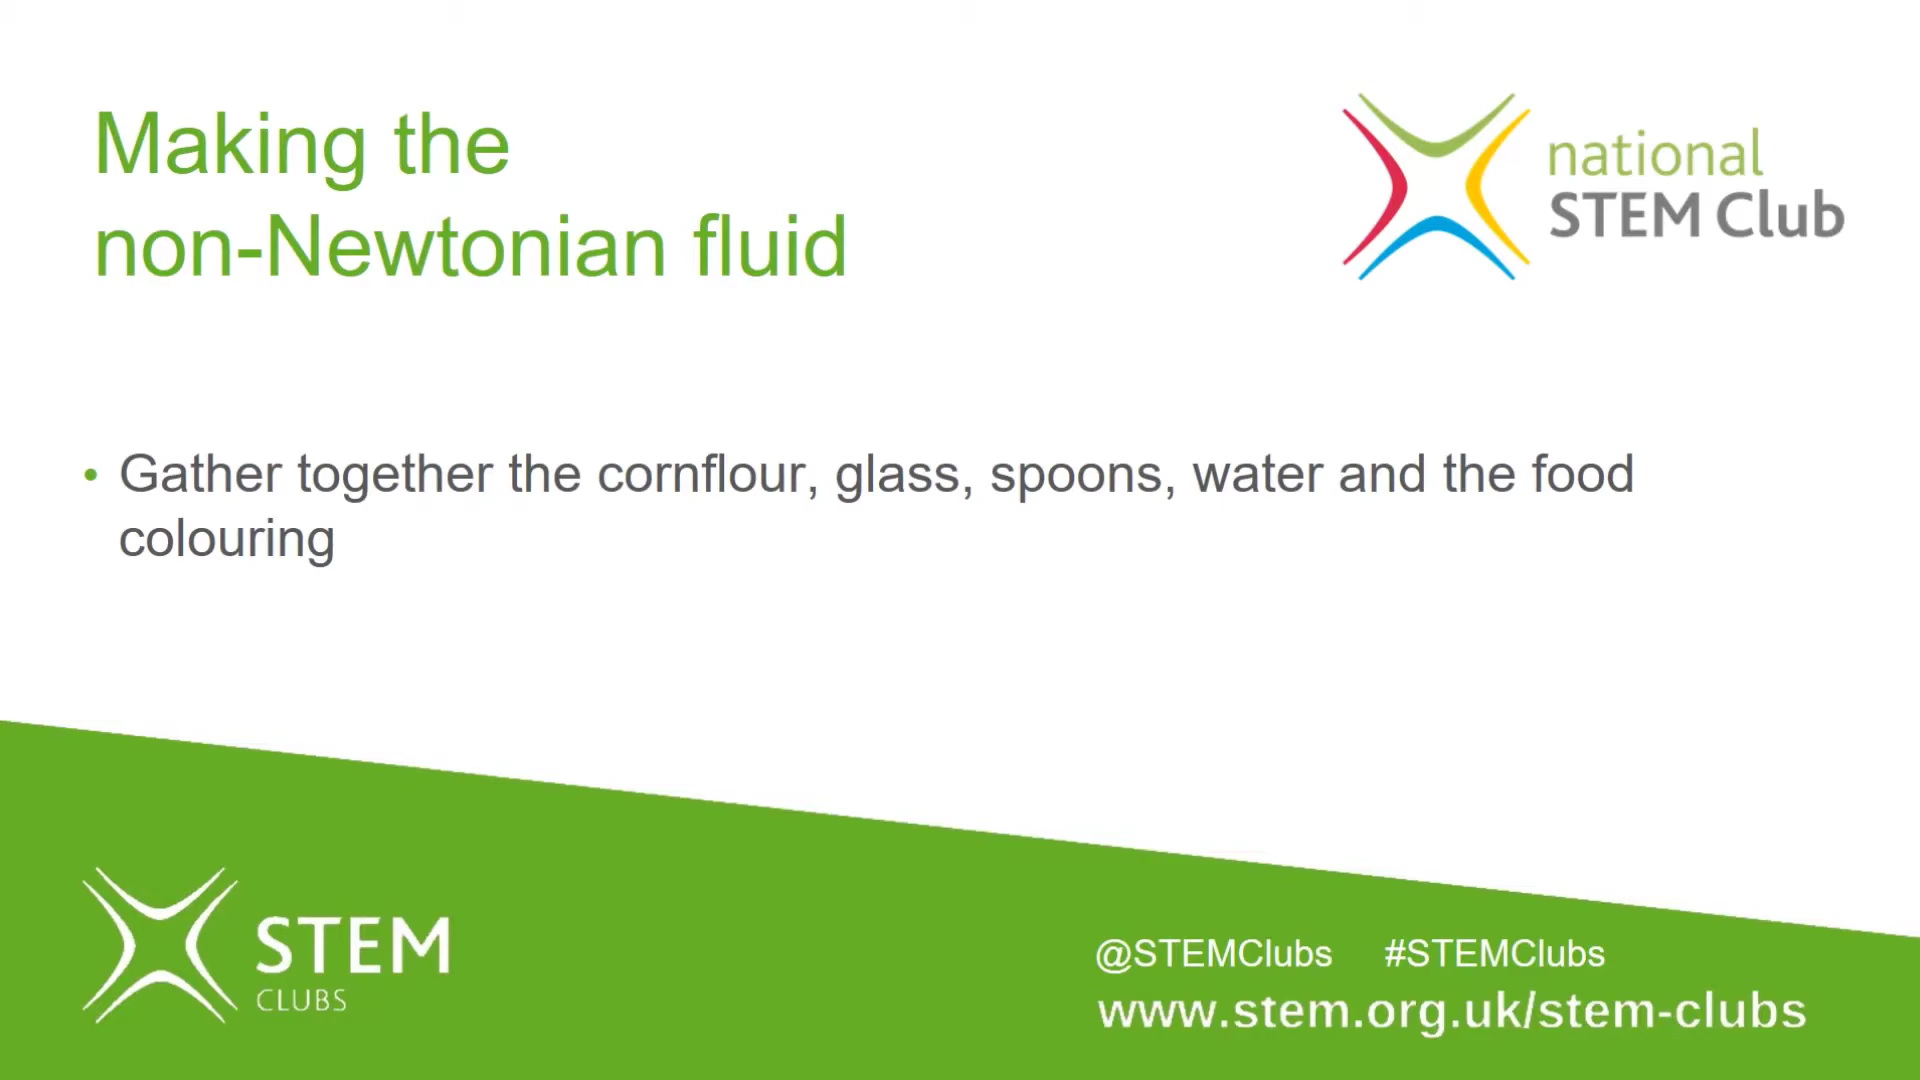 Making the
non-Newtonian fluid
national
STEM Club
• Gather together the cornflour, glass, spoons, water and the food
colouring
STEM
CLUBS
@STEMClubs #STEMClubs
www.stem.org.uk/stem-clubs